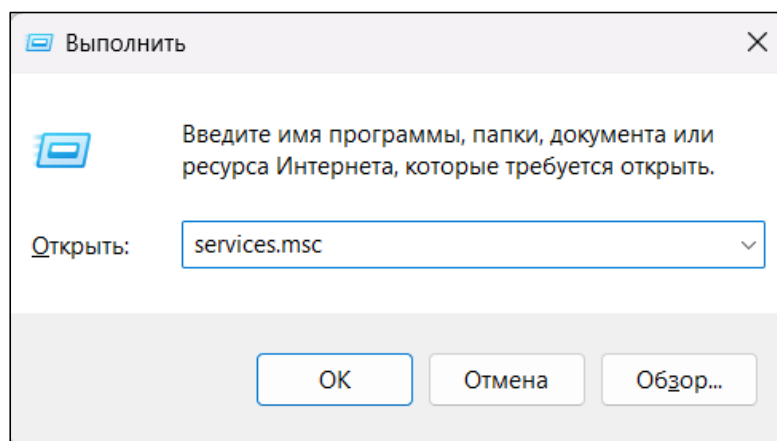 Выполнить
Введите имя программы, папки, документа или
ресурса Интернета, которые требуется открыть.
Открыть: services.msc
OK Отмена Обзор...